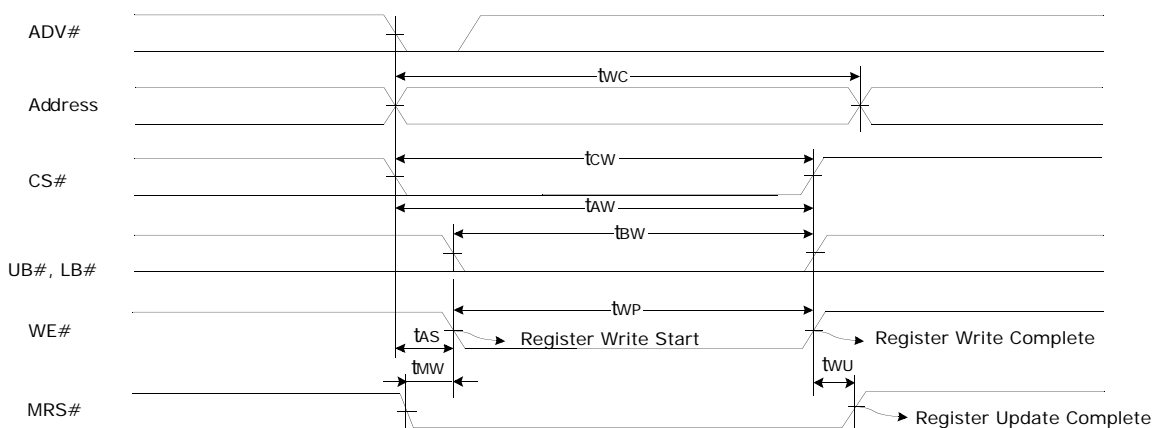 ADV#
tWC
Address
tCW
CS#
tAW
tBW
UB#, LB#
tWP
WE#
tAS
Register Write Start
Register Write Complete
tMW
tWU
MRS#
Register Update Complete